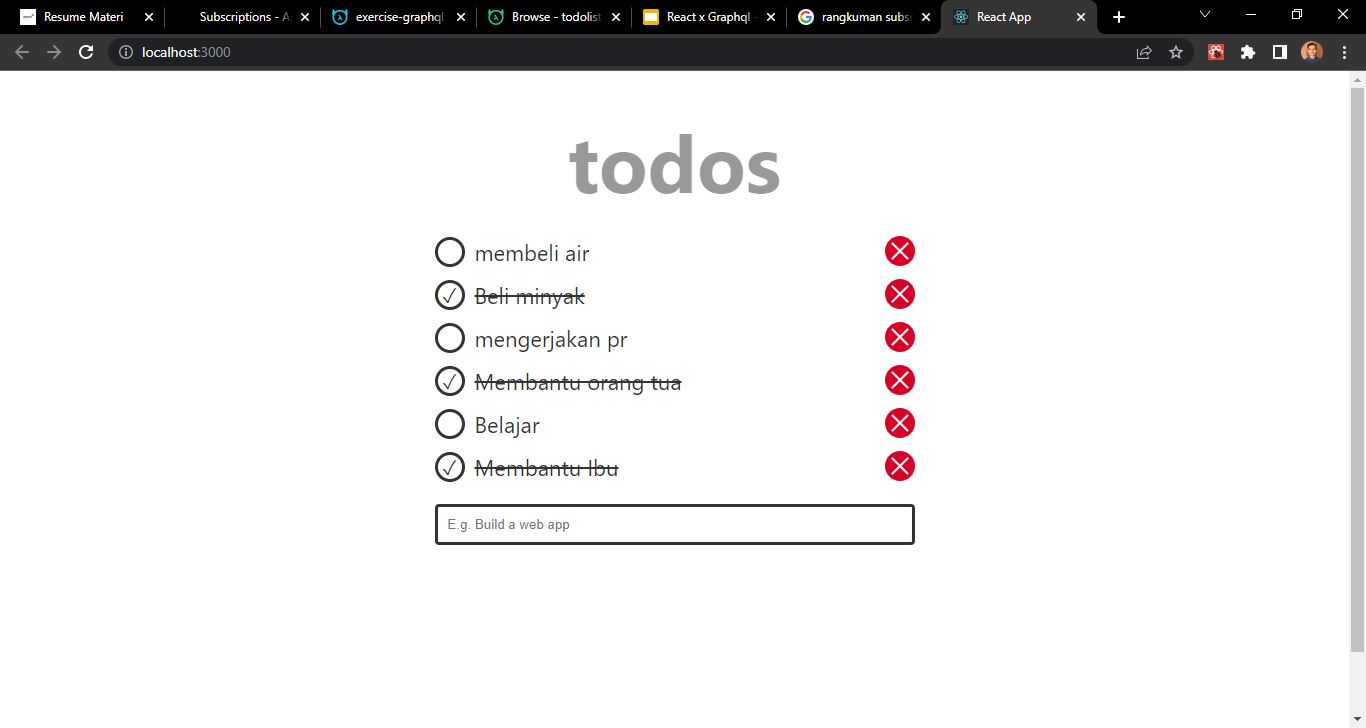 Resume Materi
Subscriptions - A
exercise-graphql
Browse - todolist
React x Graphql -
rangkuman subsc
React App
localhost:3000
todos
membeli air
Beli minyak
mengerjakan pr
Membantu orang tua
Belajar
Membantu Ibu
E.g. Build a web app